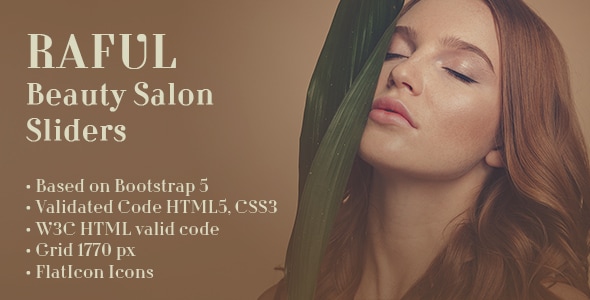 RAFUL
Beauty Salon
Sliders
• Based on Bootstrap 5
• Validated Code HTML5, CSS3
• W3C HTML valid code
• Grid 1770 px
• FlatIcon Icons